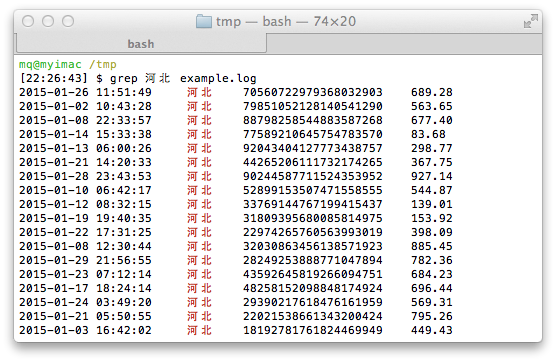 tmp — bash — 74×20
bash
mq@myimac /tmp
[22:26:43] $ grep 河北 example.log
2015-01-26 11:51:49 河北 70560722979368032903 689.28
2015-01-02 10:43:28 河北 79851052128140541290 563.65
2015-01-08 22:33:57 河北 88798258544883587268 677.40
2015-01-14 15:33:38 河北 77589210645754783570 83.68
2015-01-13 06:00:26 河北 92043404127773438757 298.77
2015-01-21 14:20:33 河北 44265206111732174265 367.75
2015-01-28 23:43:53 河北 90244587711524353952 927.14
2015-01-10 06:42:17 河北 52899153507471558555 544.87
2015-01-12 08:32:15 河北 33769144767199415437 139.01
2015-01-19 19:40:35 河北 31809395680085814975 153.92
2015-01-22 17:31:25 河北 22974265760563993019 398.09
2015-01-08 12:30:44 河北 32030863456138571923 885.45
2015-01-29 21:56:55 河北 28249253888771047894 782.36
2015-01-23 07:12:14 河北 43592645819266094751 684.23
2015-01-17 18:24:14 河北 48258152098848174924 696.44
2015-01-24 03:49:20 河北 29390217618476161959 569.31
2015-01-21 05:50:55 河北 22021538661343200424 795.26
2015-01-03 16:42:02 河北 18192781761824469949 449.43